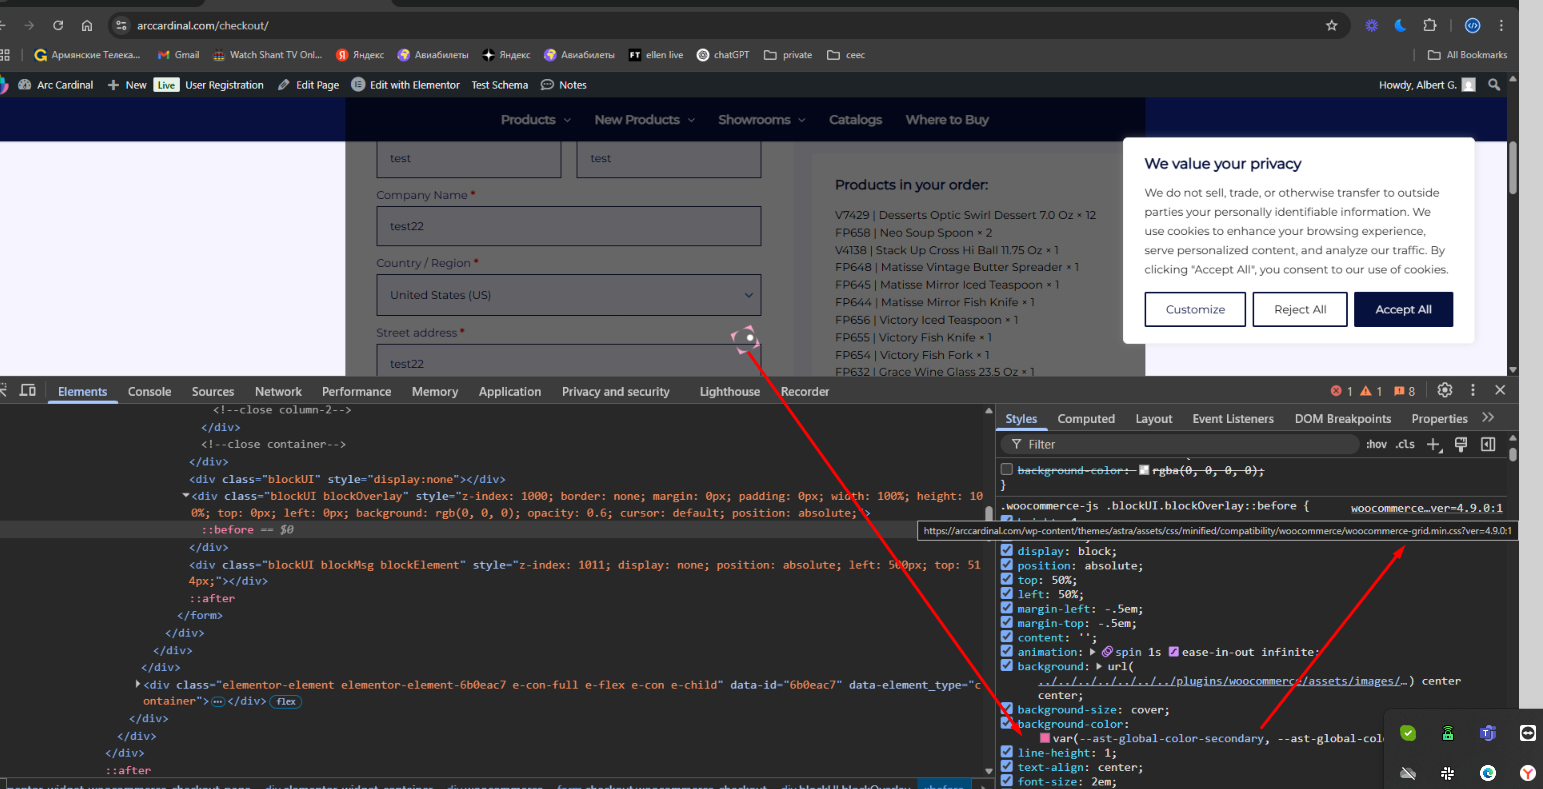 arccardinal.com/checkout/
Армянские Телека...
Gmail
Watch Shant TV Onl...
Яндекс
Авиабилеты
Яндекс
Авиабилеты
FT ellen live
chatGPT
private
ceec
All Bookmarks
Arc Cardinal
New
Live
User Registration
Edit Page
Edit with Elementor
Test Schema
Notes
Howdy, Albert G.
Products
New Products
Showrooms
Catalogs
Where to Buy
test
test
Company Name *
test22
Country / Region *
United States (US)
Street address *
test22
Products in your order:
V7429 | Desserts Optic Swirl Dessert 7.0 Oz × 12
FP658 | Neo Soup Spoon × 2
V4138 | Stack Up Cross Hi Ball 11.75 Oz × 1
FP648 | Matisse Vintage Butter Spreader × 1
FP645 | Matisse Mirror Iced Teaspoon × 1
FP644 | Matisse Mirror Fish Knife × 1
FP656 | Victory Iced Teaspoon × 1
FP655 | Victory Fish Knife × 1
FP654 | Victory Fish Fork × 1
FP632 | Grace Wine Glass 23.5 Oz × 1
We value your privacy
We do not sell, trade, or otherwise transfer to outside
parties your personally identifiable information. We
use cookies to enhance your browsing experience,
serve personalized content, and analyze our traffic. By
clicking "Accept All", you consent to our use of cookies.
Customize
Reject All
Accept All
Elements
Console
Sources
Network
Performance
Memory
Application
Privacy and security
Lighthouse
Recorder
1
1
8
<!--close column-2-->
</div>
<!--close container-->
</div>
<div class="blockUI" style="display:none"></div>
<div class="blockUI blockOverlay" style="z-index: 1000; border: none; margin: 0px; padding: 0px; width: 100%; height: 10
0%; top: 0px; left: 0px; background: rgb(0, 0, 0); opacity: 0.6; cursor: default; position: absolute;">
::before == $0
</div>
<div class="blockUI blockMsg blockElement" style="z-index: 1011; display: none; position: absolute; left: 500px; top: 51
4px;"></div>
::after
</form>
</div>
</div>
</div>
<div class="elementor-element elementor-element-6b0eac7 e-con-full e-flex e-con e-child" data-id="6b0eac7" data-element_type="c
ontainer">…</div> flex
</div>
</div>
</div>
::after
Styles
Computed
Layout
Event Listeners
DOM Breakpoints
Properties
Filter
:hov
.cls
background-color: rgba(0, 0, 0, 0);
}
.woocommerce-js .blockUI.blockOverlay::before {
woocommerce…ver=4.9.0:1
https://arccardinal.com/wp-content/themes/astra/assets/css/minified/compatibility/woocommerce/woocommerce-grid.min.css?ver=4.9.0:1
display: block;
position: absolute;
top: 50%;
left: 50%;
margin-left: -.5em;
margin-top: -.5em;
content: '';
animation: spin 1s ease-in-out infinite;
background: url(
../../../../../../../plugins/woocommerce/assets/images/…) center
center;
background-size: cover;
background-color:
var(--ast-global-color-secondary, --ast-global-col
line-height: 1;
text-align: center;
font-size: 2em;